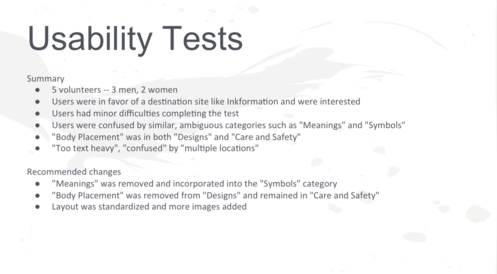 Usability Tests
Summary
● 5 volunteers -- 3 men, 2 women
● Users were in favor of a destination site like Inkformation and were interested
● Users had minor difficulties completing the test
● Users were confused by similar, ambiguous categories such as "Meanings" and "Symbols"
● "Body Placement" was in both "Designs" and "Care and Safety"
● "Too text heavy", "confused" by "multiple locations"
Recommended changes
● "Meanings" was removed and incorporated into the "Symbols" category
● "Body Placement" was removed from "Designs" and remained in "Care and Safety"
● Layout was standardized and more images added